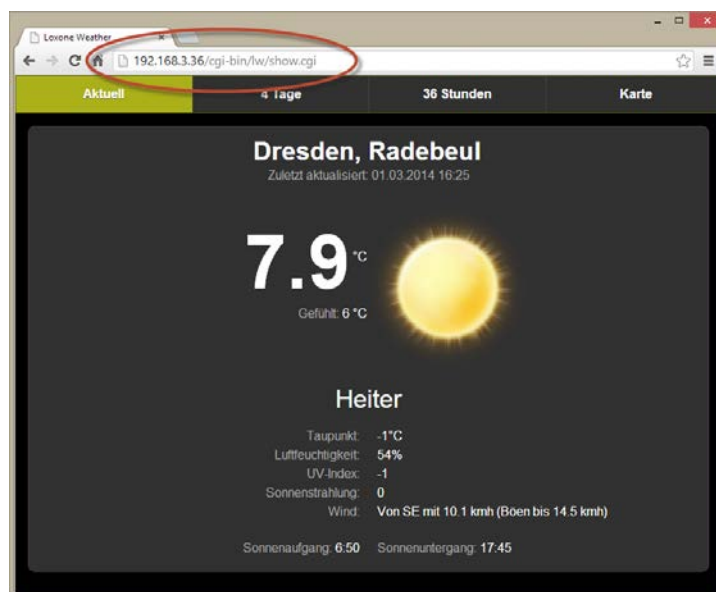 Loxone Weather
192.168.3.36/cgi-bin/lw/show.cgi
Aktuell 4 Tage 36 Stunden Karte
Dresden, Radebeul
Zuletzt aktualisiert: 01.03.2014 16:25
7.9 °C
Gefühlt: 6 °C
Heiter
Taupunkt: -1°C
Luftfeuchtigkeit: 54%
UV-Index: -1
Sonnenstrahlung: 0
Wind: Von SE mit 10.1 kmh (Böen bis 14.5 kmh)
Sonnenaufgang: 6:50 Sonnenuntergang: 17:45